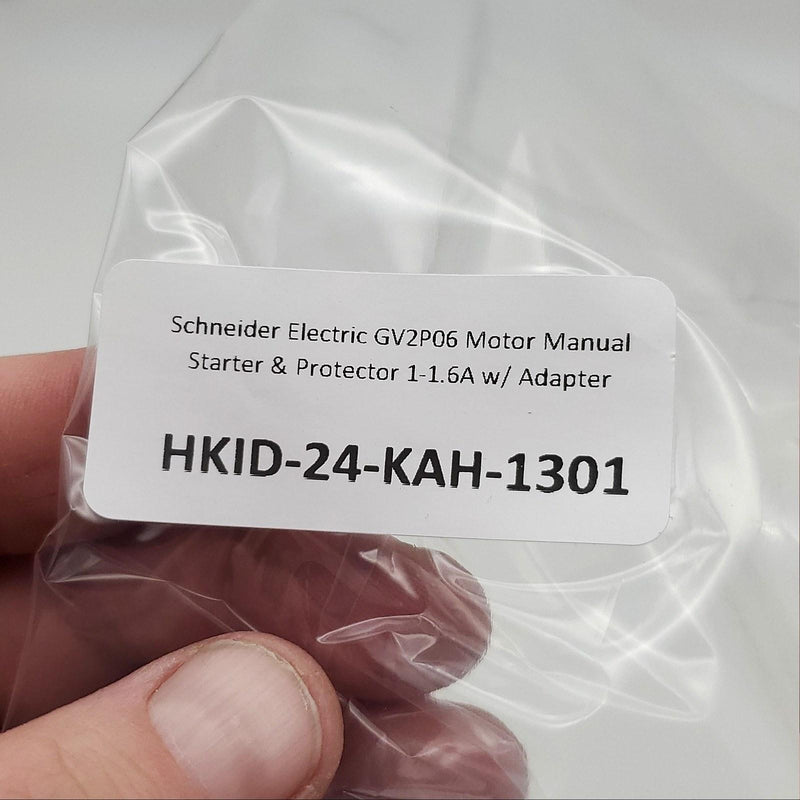 Schneider Electric GV2P06 Motor Manual
Starter & Protector 1-1.6A w/ Adapter
HKID-24-KAH-1301